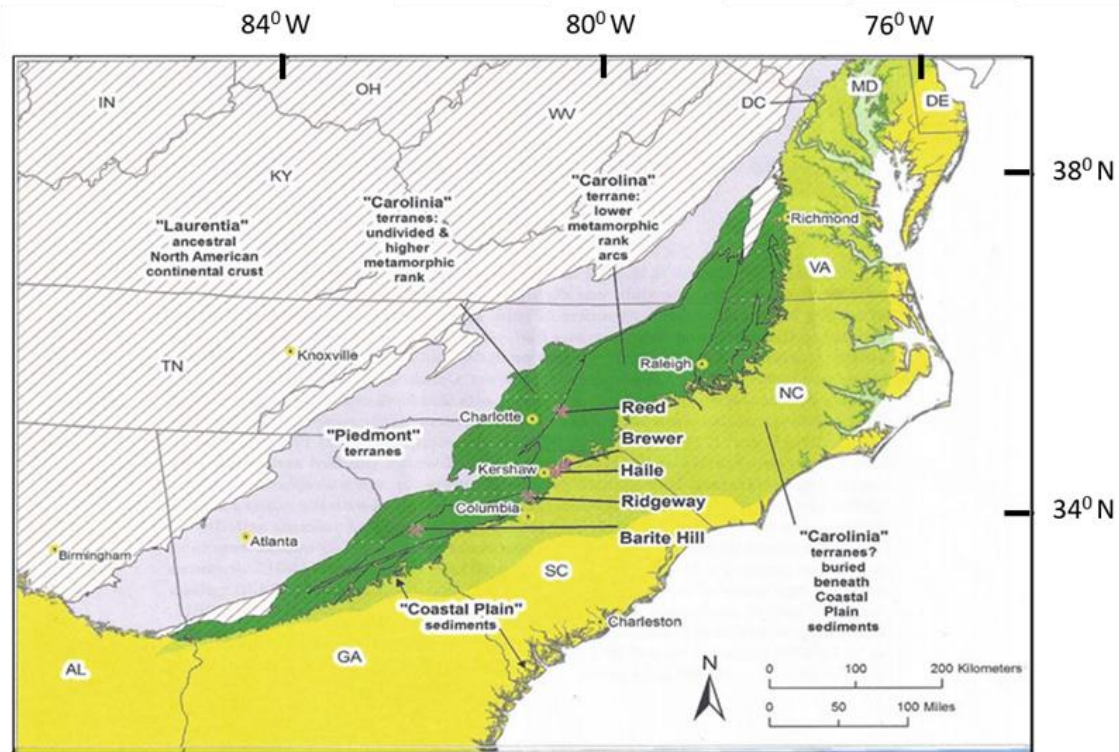 84⁰ W
80⁰ W
76⁰ W
IN
OH
WV
DC
MD
DE
38⁰ N
KY
"Carolinia"
terranes:
undivided &
higher
metamorphic
rank
"Carolina"
terrane:
lower
metamorphic
rank
arcs
"Laurentia"
ancestral
North American
continental crust
Richmond
VA
TN
Knoxville
Raleigh
NC
Charlotte
Reed
"Piedmont"
terranes
Brewer
Kershaw
Haile
Columbia
Ridgeway
34⁰ N
Birmingham
Atlanta
Barite Hill
"Carolinia"
terranes?
buried
beneath
Coastal
Plain
sediments
SC
"Coastal Plain"
sediments
Charleston
AL
GA
N
0 100 200 Kilometers
0 50 100 Miles